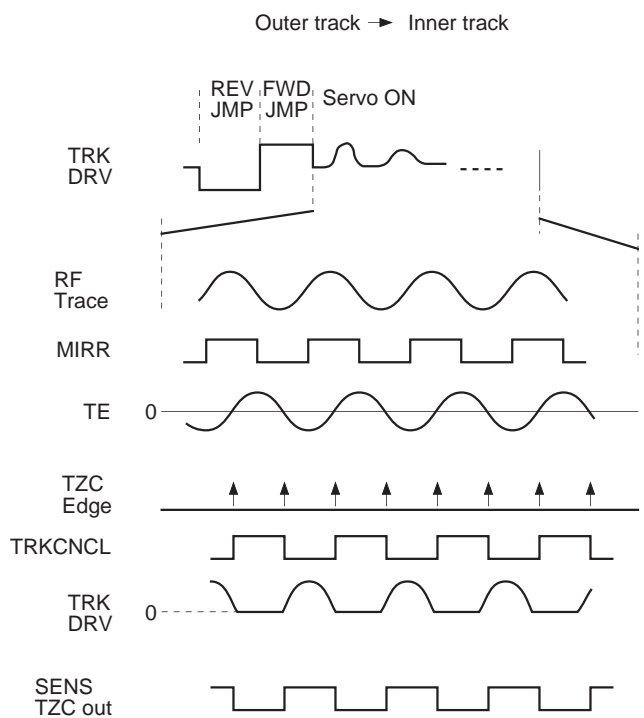 Outer track → Inner track
REV FWD
JMP JMP
Servo ON
TRK
DRV
RF
Trace
MIRR
TE 0
TZC
Edge
TRKCNCL
TRK
DRV
0
SENS
TZC out